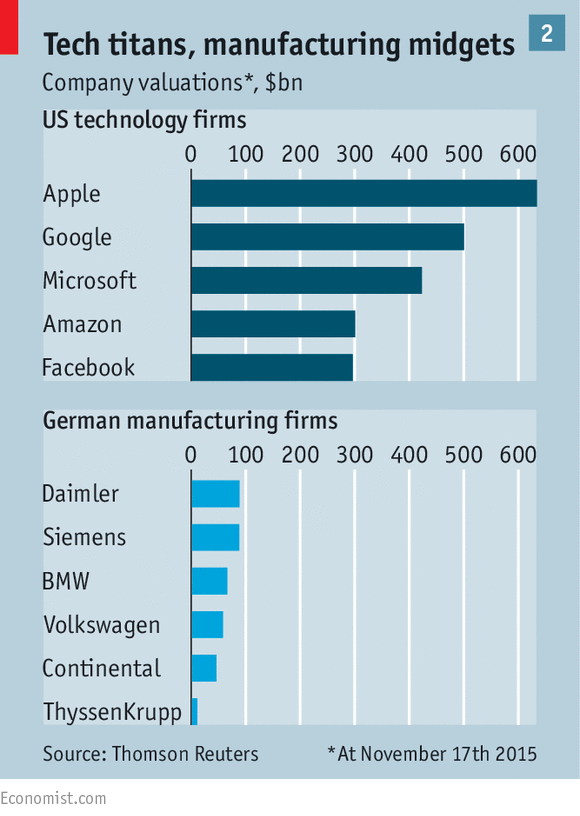 Tech titans, manufacturing midgets
2
Company valuations*, $bn
US technology firms
0 100 200 300 400 500 600
Apple
Google
Microsoft
Amazon
Facebook
German manufacturing firms
0 100 200 300 400 500 600
Daimler
Siemens
BMW
Volkswagen
Continental
ThyssenKrupp
Source: Thomson Reuters
*At November 17th 2015
Economist.com